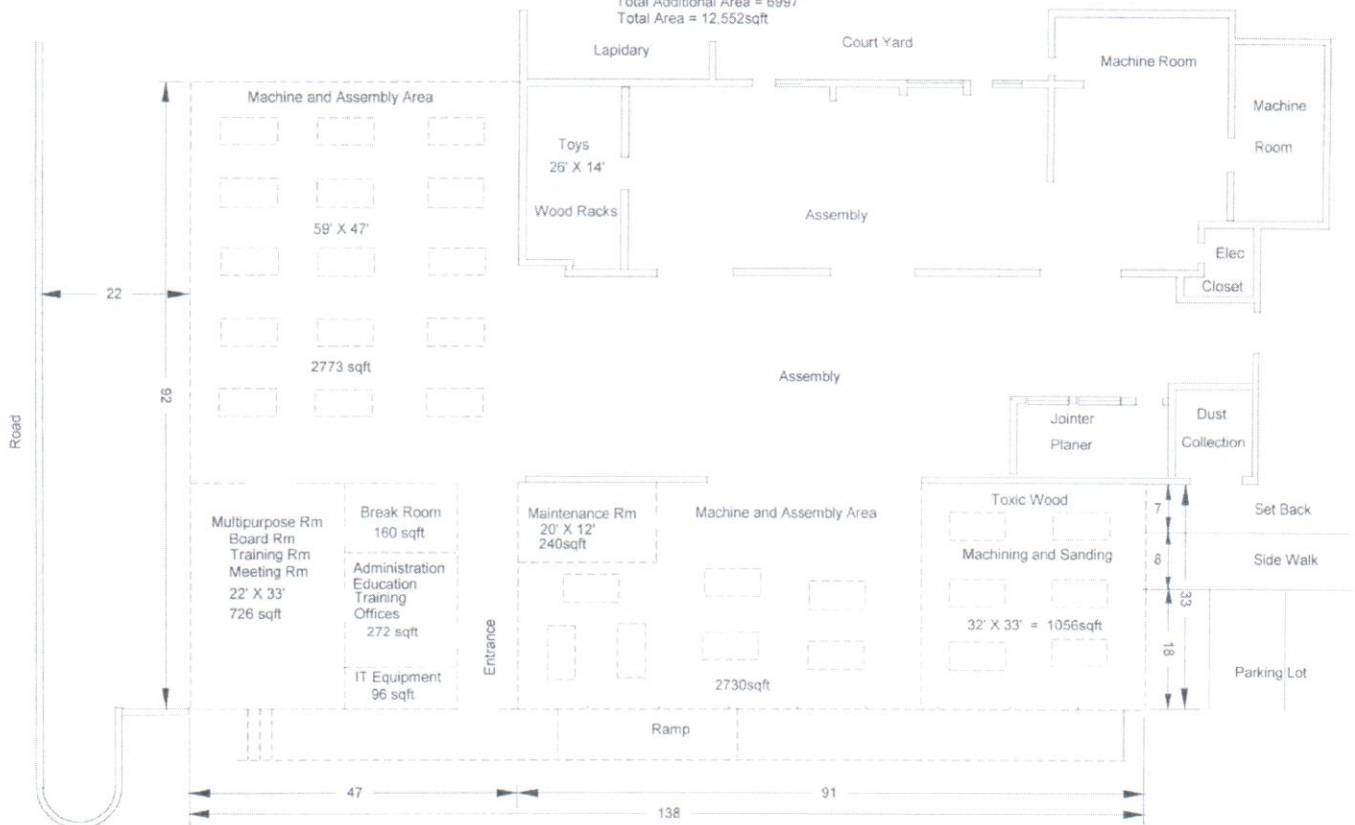 Total Additional Area = 6997
Total Area = 12,552sqft
Lapidary
Court Yard
Machine Room
Machine
Room
Machine and Assembly Area
Toys
26' X 14'
Wood Racks
59' X 47'
Assembly
Elec
Closet
22
2773 sqft
92
Road
Assembly
Jointer
Planer
Dust
Collection
Multipurpose Rm
Board Rm
Training Rm
Meeting Rm
22' X 33'
726 sqft
Break Room
160 sqft
Administration
Education
Training
Offices
272 sqft
IT Equipment
96 sqft
Entrance
Maintenance Rm
20' X 12'
240sqft
Machine and Assembly Area
2730sqft
Toxic Wood
Machining and Sanding
32' X 33' = 1056sqft
7
Set Back
8
Side Walk
33
18
Parking Lot
Ramp
47
91
138